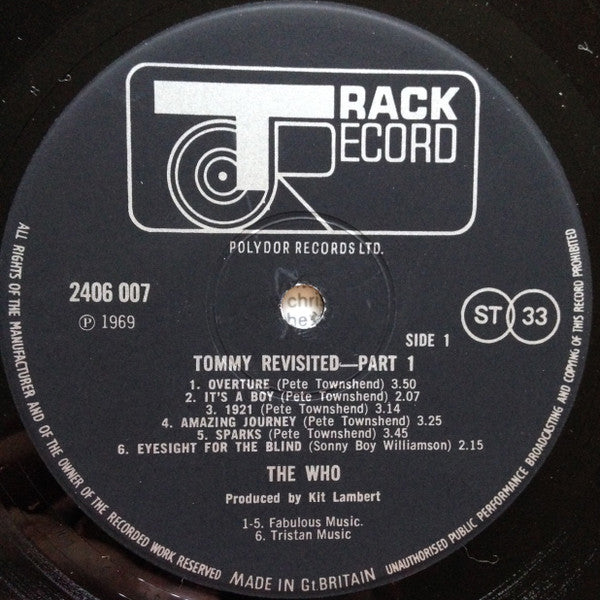 TRACK
RECORD
POLYDOR RECORDS LTD.
2406 007
℗ 1969
ST 33
SIDE 1
TOMMY REVISITED—PART 1
1. OVERTURE (Pete Townshend) 3.50
2. IT'S A BOY (Pete Townshend) 2.07
3. 1921 (Pete Townshend) 3.14
4. AMAZING JOURNEY (Pete Townshend) 3.25
5. SPARKS (Pete Townshend) 3.45
6. EYESIGHT FOR THE BLIND (Sonny Boy Williamson) 2.15
THE WHO
Produced by Kit Lambert
1-5. Fabulous Music.
6. Tristan Music
ALL RIGHTS OF THE MANUFACTURER AND OF THE OWNER OF THE RECORDED WORK RESERVED
MADE IN Gt. BRITAIN
UNAUTHORISED PUBLIC PERFORMANCE BROADCASTING AND COPYING OF THIS RECORD PROHIBITED